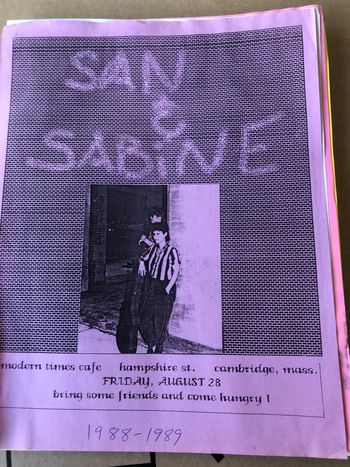 SAN
&
SABiNE
modern times cafe hampshire st. cambridge, mass.
FRIDAY, AUGUST 28
bring some friends and come hungry !
1988-1989